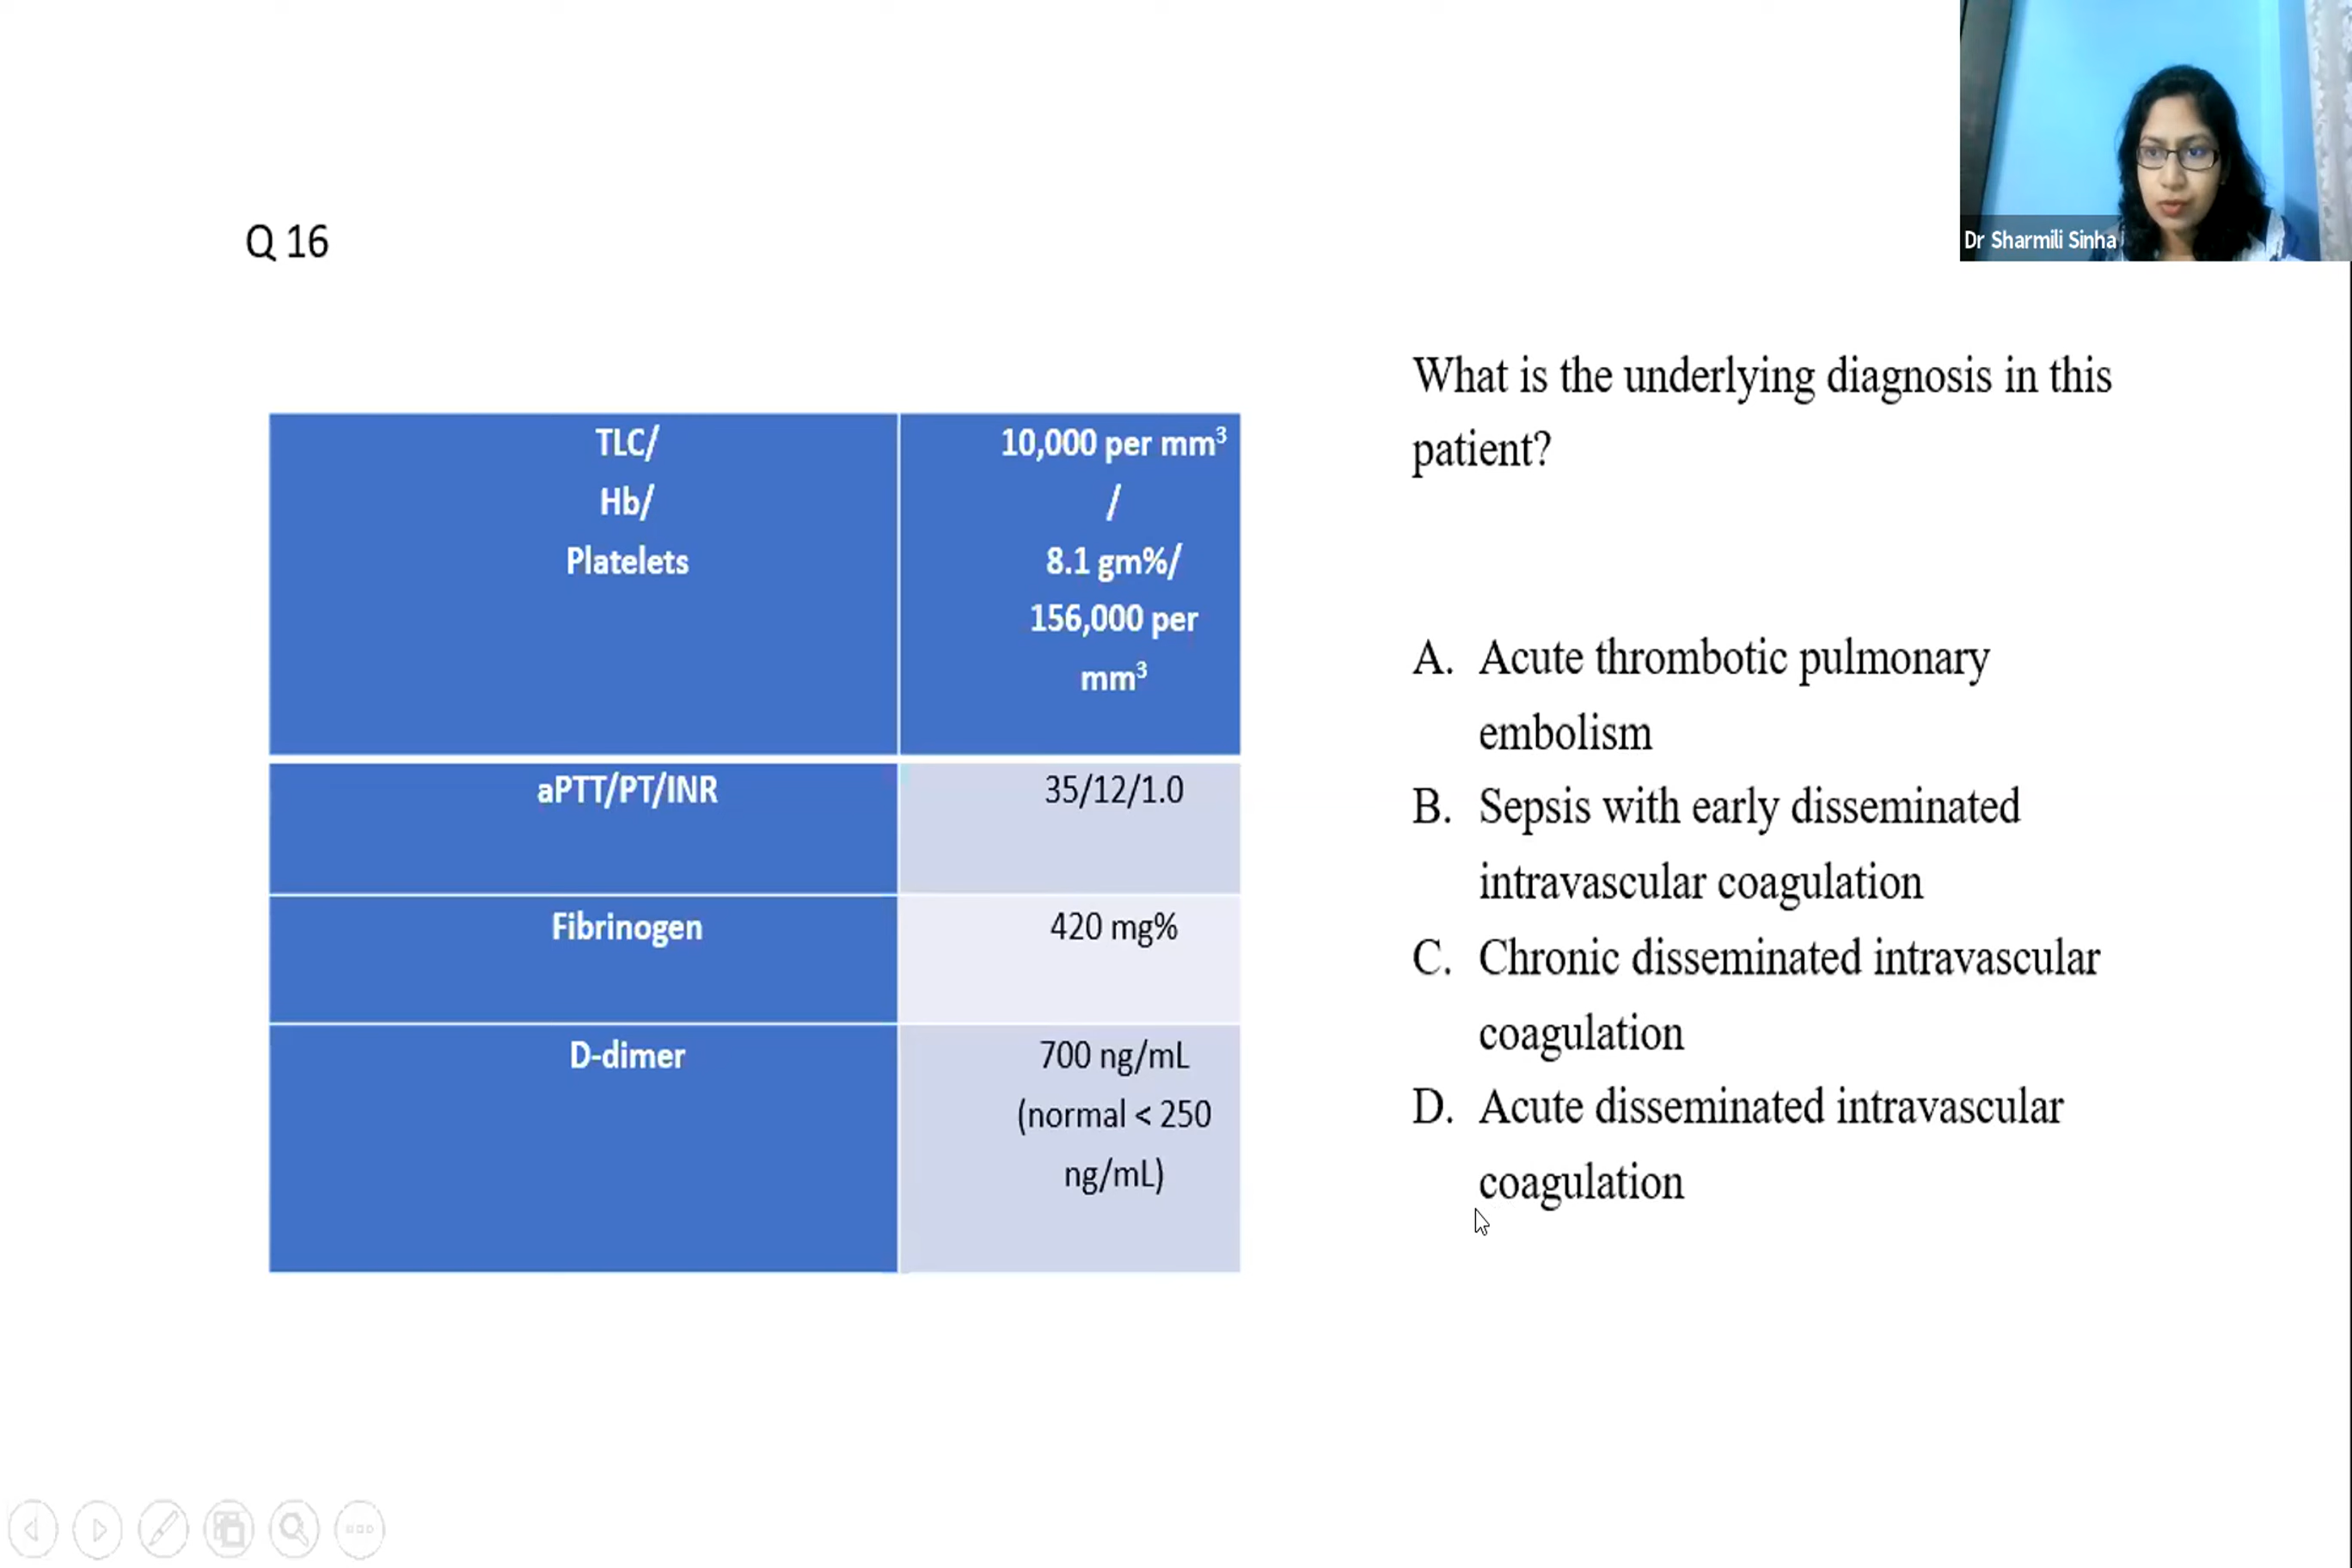 Dr Sharmili Sinha
Q 16
TLC/
Hb/
Platelets
10,000 per mm³
/
8.1 gm%/
156,000 per
mm³
aPTT/PT/INR
35/12/1.0
Fibrinogen
420 mg%
D-dimer
700 ng/mL
(normal < 250
ng/mL)
What is the underlying diagnosis in this
patient?
A. Acute thrombotic pulmonary
embolism
B. Sepsis with early disseminated
intravascular coagulation
C. Chronic disseminated intravascular
coagulation
D. Acute disseminated intravascular
coagulation